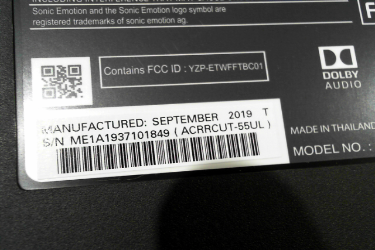 Sonic Emotion and the Sonic Emotion logo symbol are
registered trademarks of sonic emotion ag.
Contains FCC ID : YZP-ETWFFTBC01
DOLBY
AUDIO
MANUFACTURED: SEPTEMBER 2019 T
S/N ME1A1937101849 ( ACRRCUT-55UL )
MADE IN THAILAND
MODEL NO. :